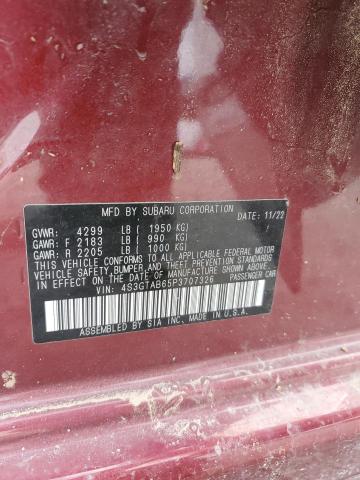 MFD BY SUBARU CORPORATION
DATE: 11/22
GVWR: 4299 LB ( 1950 KG)
GAWR: F 2183 LB ( 990 KG)
GAWR: R 2205 LB ( 1000 KG)
THIS VEHICLE CONFORMS TO ALL APPLICABLE FEDERAL MOTOR
VEHICLE SAFETY, BUMPER AND THEFT PREVENTION STANDARDS
IN EFFECT ON THE DATE OF MANUFACTURE SHOWN ABOVE.
VIN: 4S3GTAB65P3707326 PASSENGER CAR
ASSEMBLED BY SIA INC, MADE IN U.S.A.